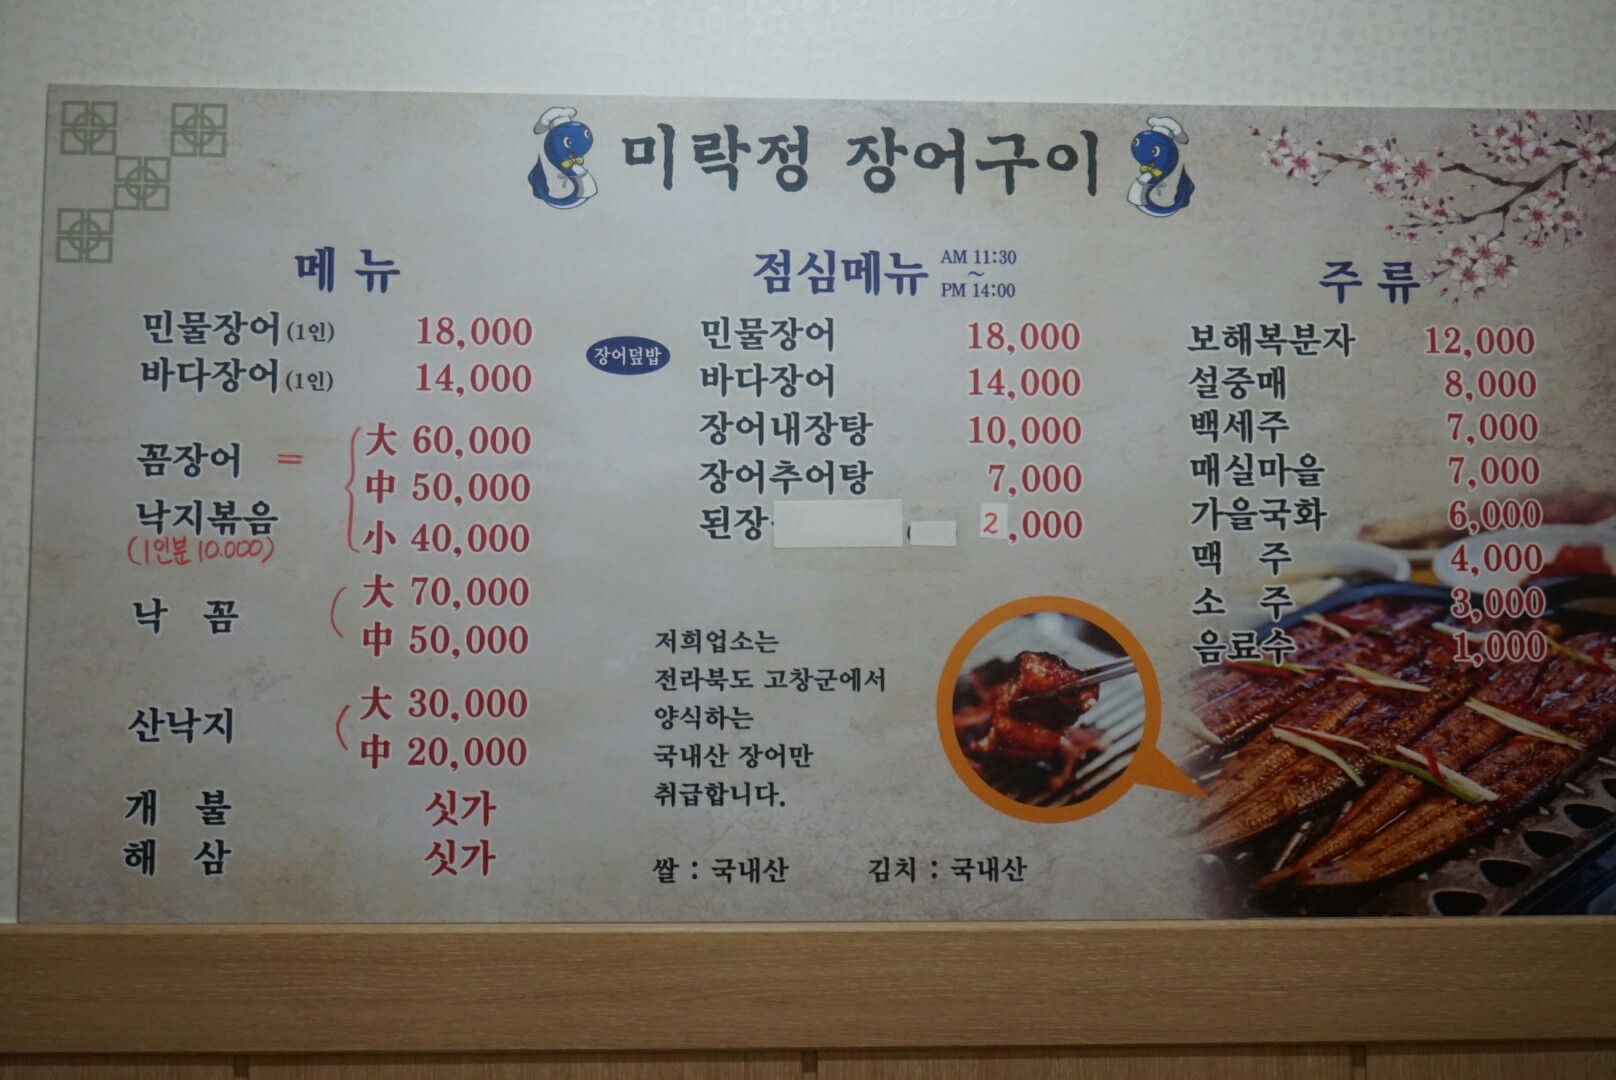 미락정 장어구이
메 뉴
민물장어 (1인) 18,000
바다장어 (1인) 14,000
꼼장어 = 大 60,000
中 50,000
낙지볶음 小 40,000
(1인분 10.000)
낙 꼼 大 70,000
中 50,000
산낙지 大 30,000
中 20,000
개 불 싯가
해 삼 싯가
점심메뉴 AM 11:30
~
PM 14:00
장어덮밥
민물장어 18,000
바다장어 14,000
장어내장탕 10,000
장어추어탕 7,000
된장 2,000
저희업소는
전라북도 고창군에서
양식하는
국내산 장어만
취급합니다.
쌀 : 국내산 김치 : 국내산
주 류
보해복분자 12,000
설중매 8,000
백세주 7,000
매실마을 7,000
가을국화 6,000
맥 주 4,000
소 주 3,000
음료수 1,000